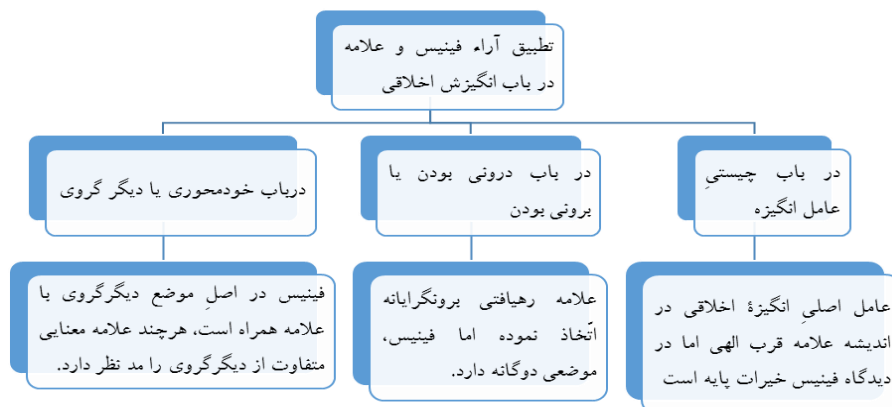 تطبیق آراء فینیس و علامه
در باب انگیزش اخلاقی
در باب چیستیِ
عامل انگیزه
در باب درونی بودن یا
برونی بودن
درباب خودمحوری یا دیگر گروی
عامل اصلیِ انگیزۀ اخلاقی در
اندیشه علامه قرب الهی اما در
دیدگاه فینیس خیرات پایه است
علامه رهیافتی برونگرایانه
اتّخاذ نموده اما فینیس،
موضعی دوگانه دارد.
فینیس در اصلِ موضع دیگرگروی با
علامه همراه است، هرچند علامه معنایی
متفاوت از دیگرگروی را مد نظر دارد.